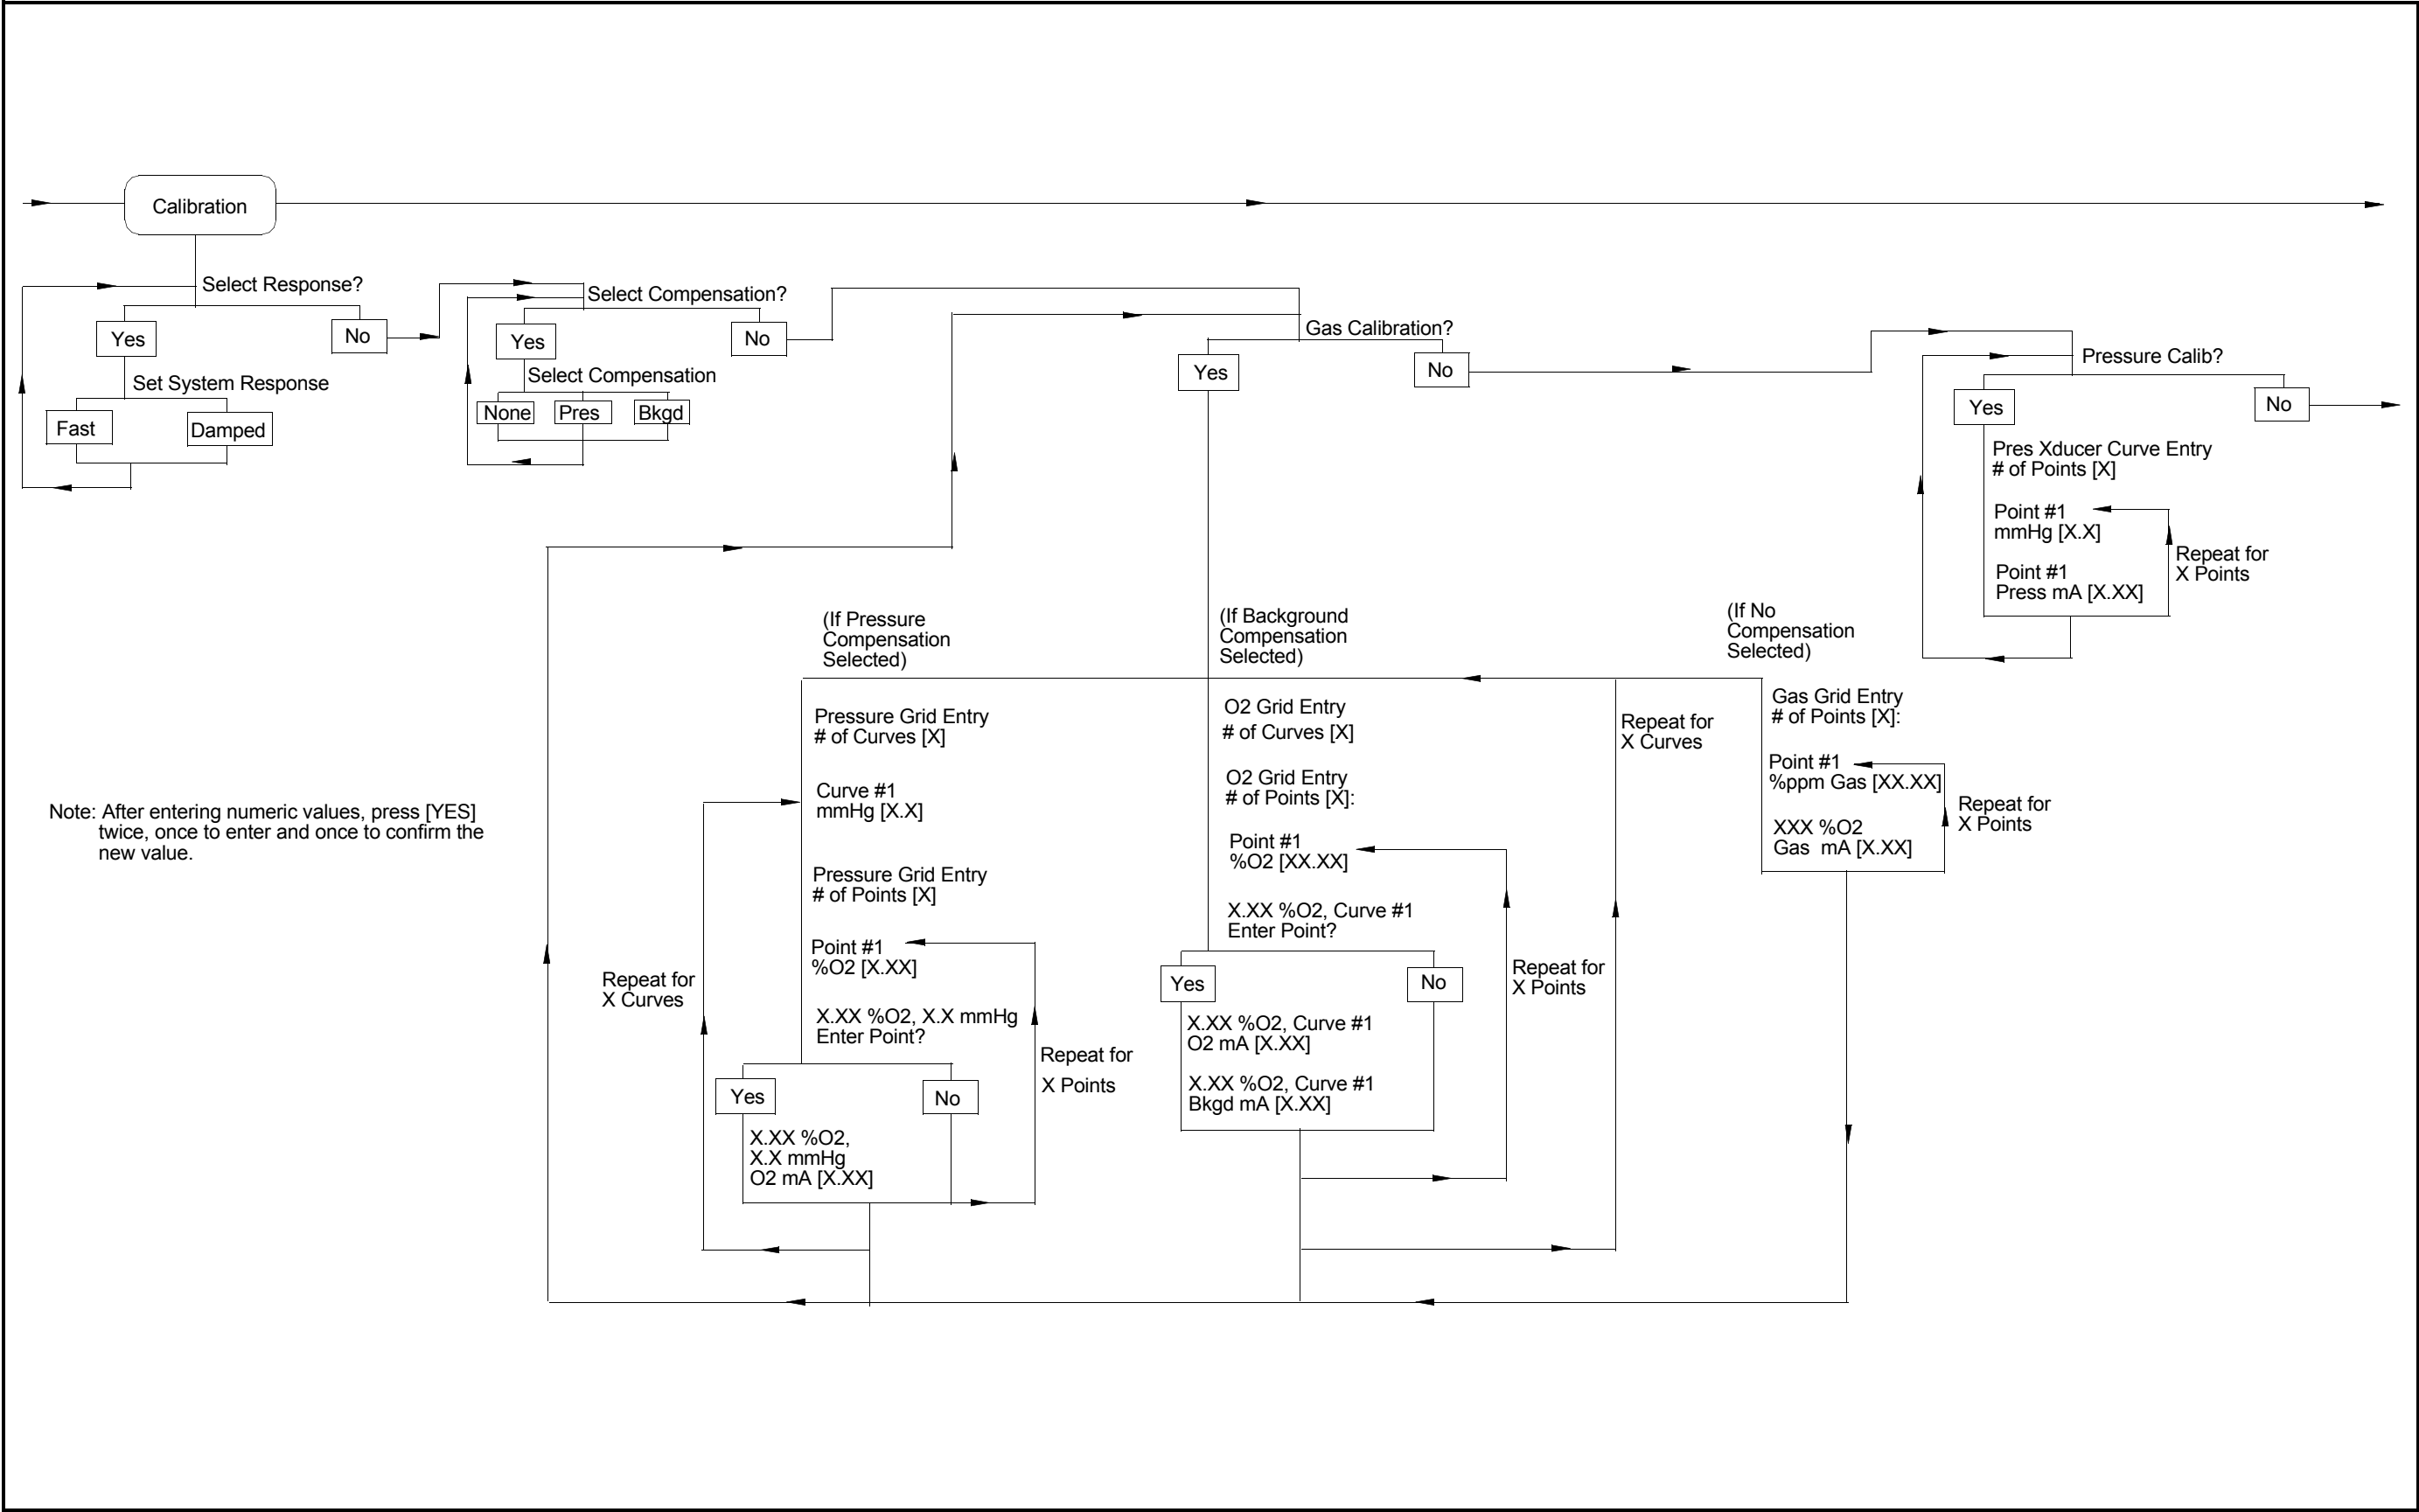 Calibration
Select Response?
Yes
No
Set System Response
Fast
Damped
Select Compensation?
Yes
No
Select Compensation
None
Pres
Bkgd
Gas Calibration?
Yes
No
Pressure Calib?
Yes
No
Pres Xducer Curve Entry
# of Points [X]
Point #1
mmHg [X.X]
Point #1
Press mA [X.XX]
Repeat for
X Points
(If Pressure
Compensation
Selected)
Pressure Grid Entry
# of Curves [X]
Curve #1
mmHg [X.X]
Pressure Grid Entry
# of Points [X]
Point #1
%O2 [X.XX]
X.XX %O2, X.X mmHg
Enter Point?
Yes
No
X.XX %O2,
X.X mmHg
O2 mA [X.XX]
Repeat for
X Curves
Repeat for
X Points
(If Background
Compensation
Selected)
O2 Grid Entry
# of Curves [X]
O2 Grid Entry
# of Points [X]:
Point #1
%O2 [XX.XX]
X.XX %O2, Curve #1
Enter Point?
Yes
No
X.XX %O2, Curve #1
O2 mA [X.XX]
X.XX %O2, Curve #1
Bkgd mA [X.XX]
Repeat for
X Points
Repeat for
X Curves
(If No
Compensation
Selected)
Gas Grid Entry
# of Points [X]:
Point #1
%ppm Gas [XX.XX]
XXX %O2
Gas mA [X.XX]
Repeat for
X Points
Note: After entering numeric values, press [YES]
twice, once to enter and once to confirm the
new value.